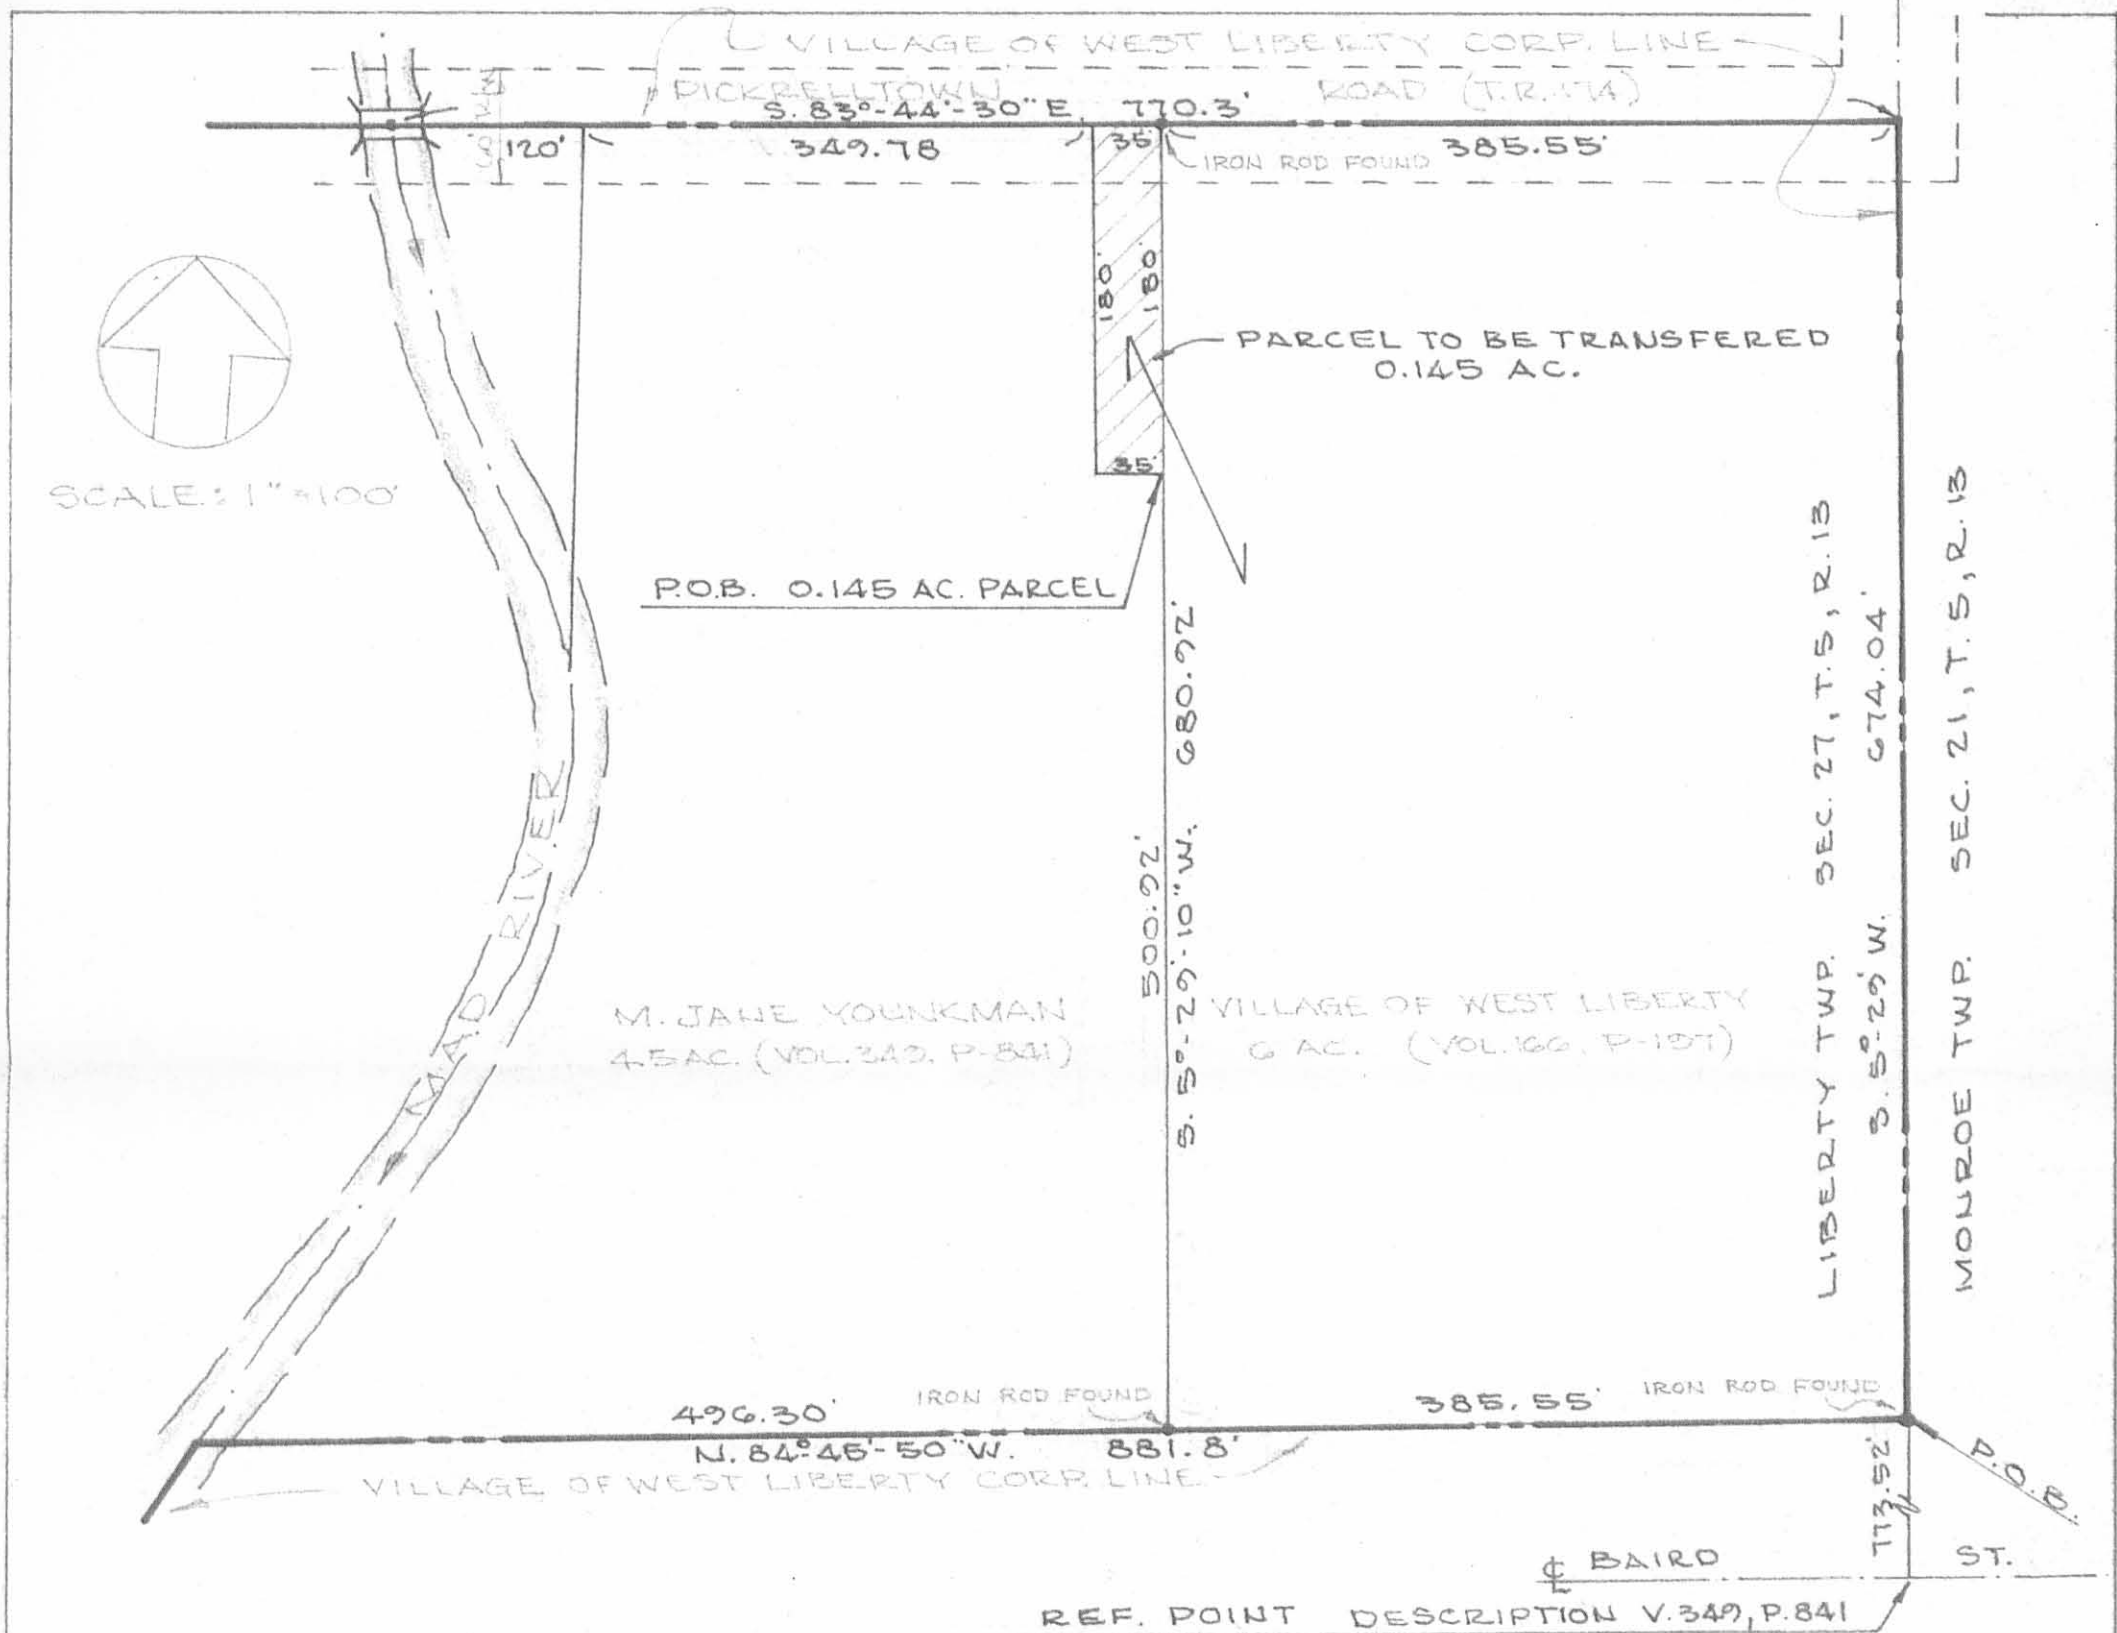 VILLAGE OF WEST LIBERTY CORP. LINE
PICKRELLTOWN ROAD (T.R. 174)
S. 83°-44'-30" E. 770.3'
120'
349.78
35'
385.55'
IRON ROD FOUND
180'
180'
PARCEL TO BE TRANSFERED
0.145 AC.
35'
SCALE: 1"=100'
P.O.B. 0.145 AC. PARCEL
500.92'
S. 5°-29'-10" W. 680.92'
LIBERTY TWP. SEC. 27, T. 5, R. 13
S. 5°-29' W. 674.04'
MONROE TWP. SEC. 21, T. 5, R. 13
MAD RIVER
M. JANE YOUNKMAN
4.5 AC. (VOL. 349, P-841)
VILLAGE OF WEST LIBERTY
6 AC. (VOL. 166, P-197)
496.30'
IRON ROD FOUND
385.55'
IRON ROD FOUND
N. 84°-45'-50" W. 881.8'
VILLAGE OF WEST LIBERTY CORP. LINE
773.52'
P.O.B.
℄ BAIRD ST.
REF. POINT DESCRIPTION V. 349, P. 841